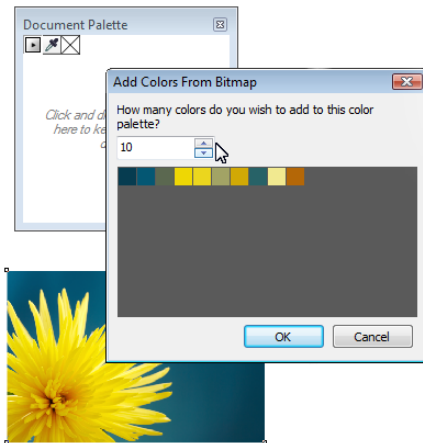 Document Palette
Add Colors From Bitmap
How many colors do you wish to add to this color
palette?
10
Click and d
here to ke
OK
Cancel